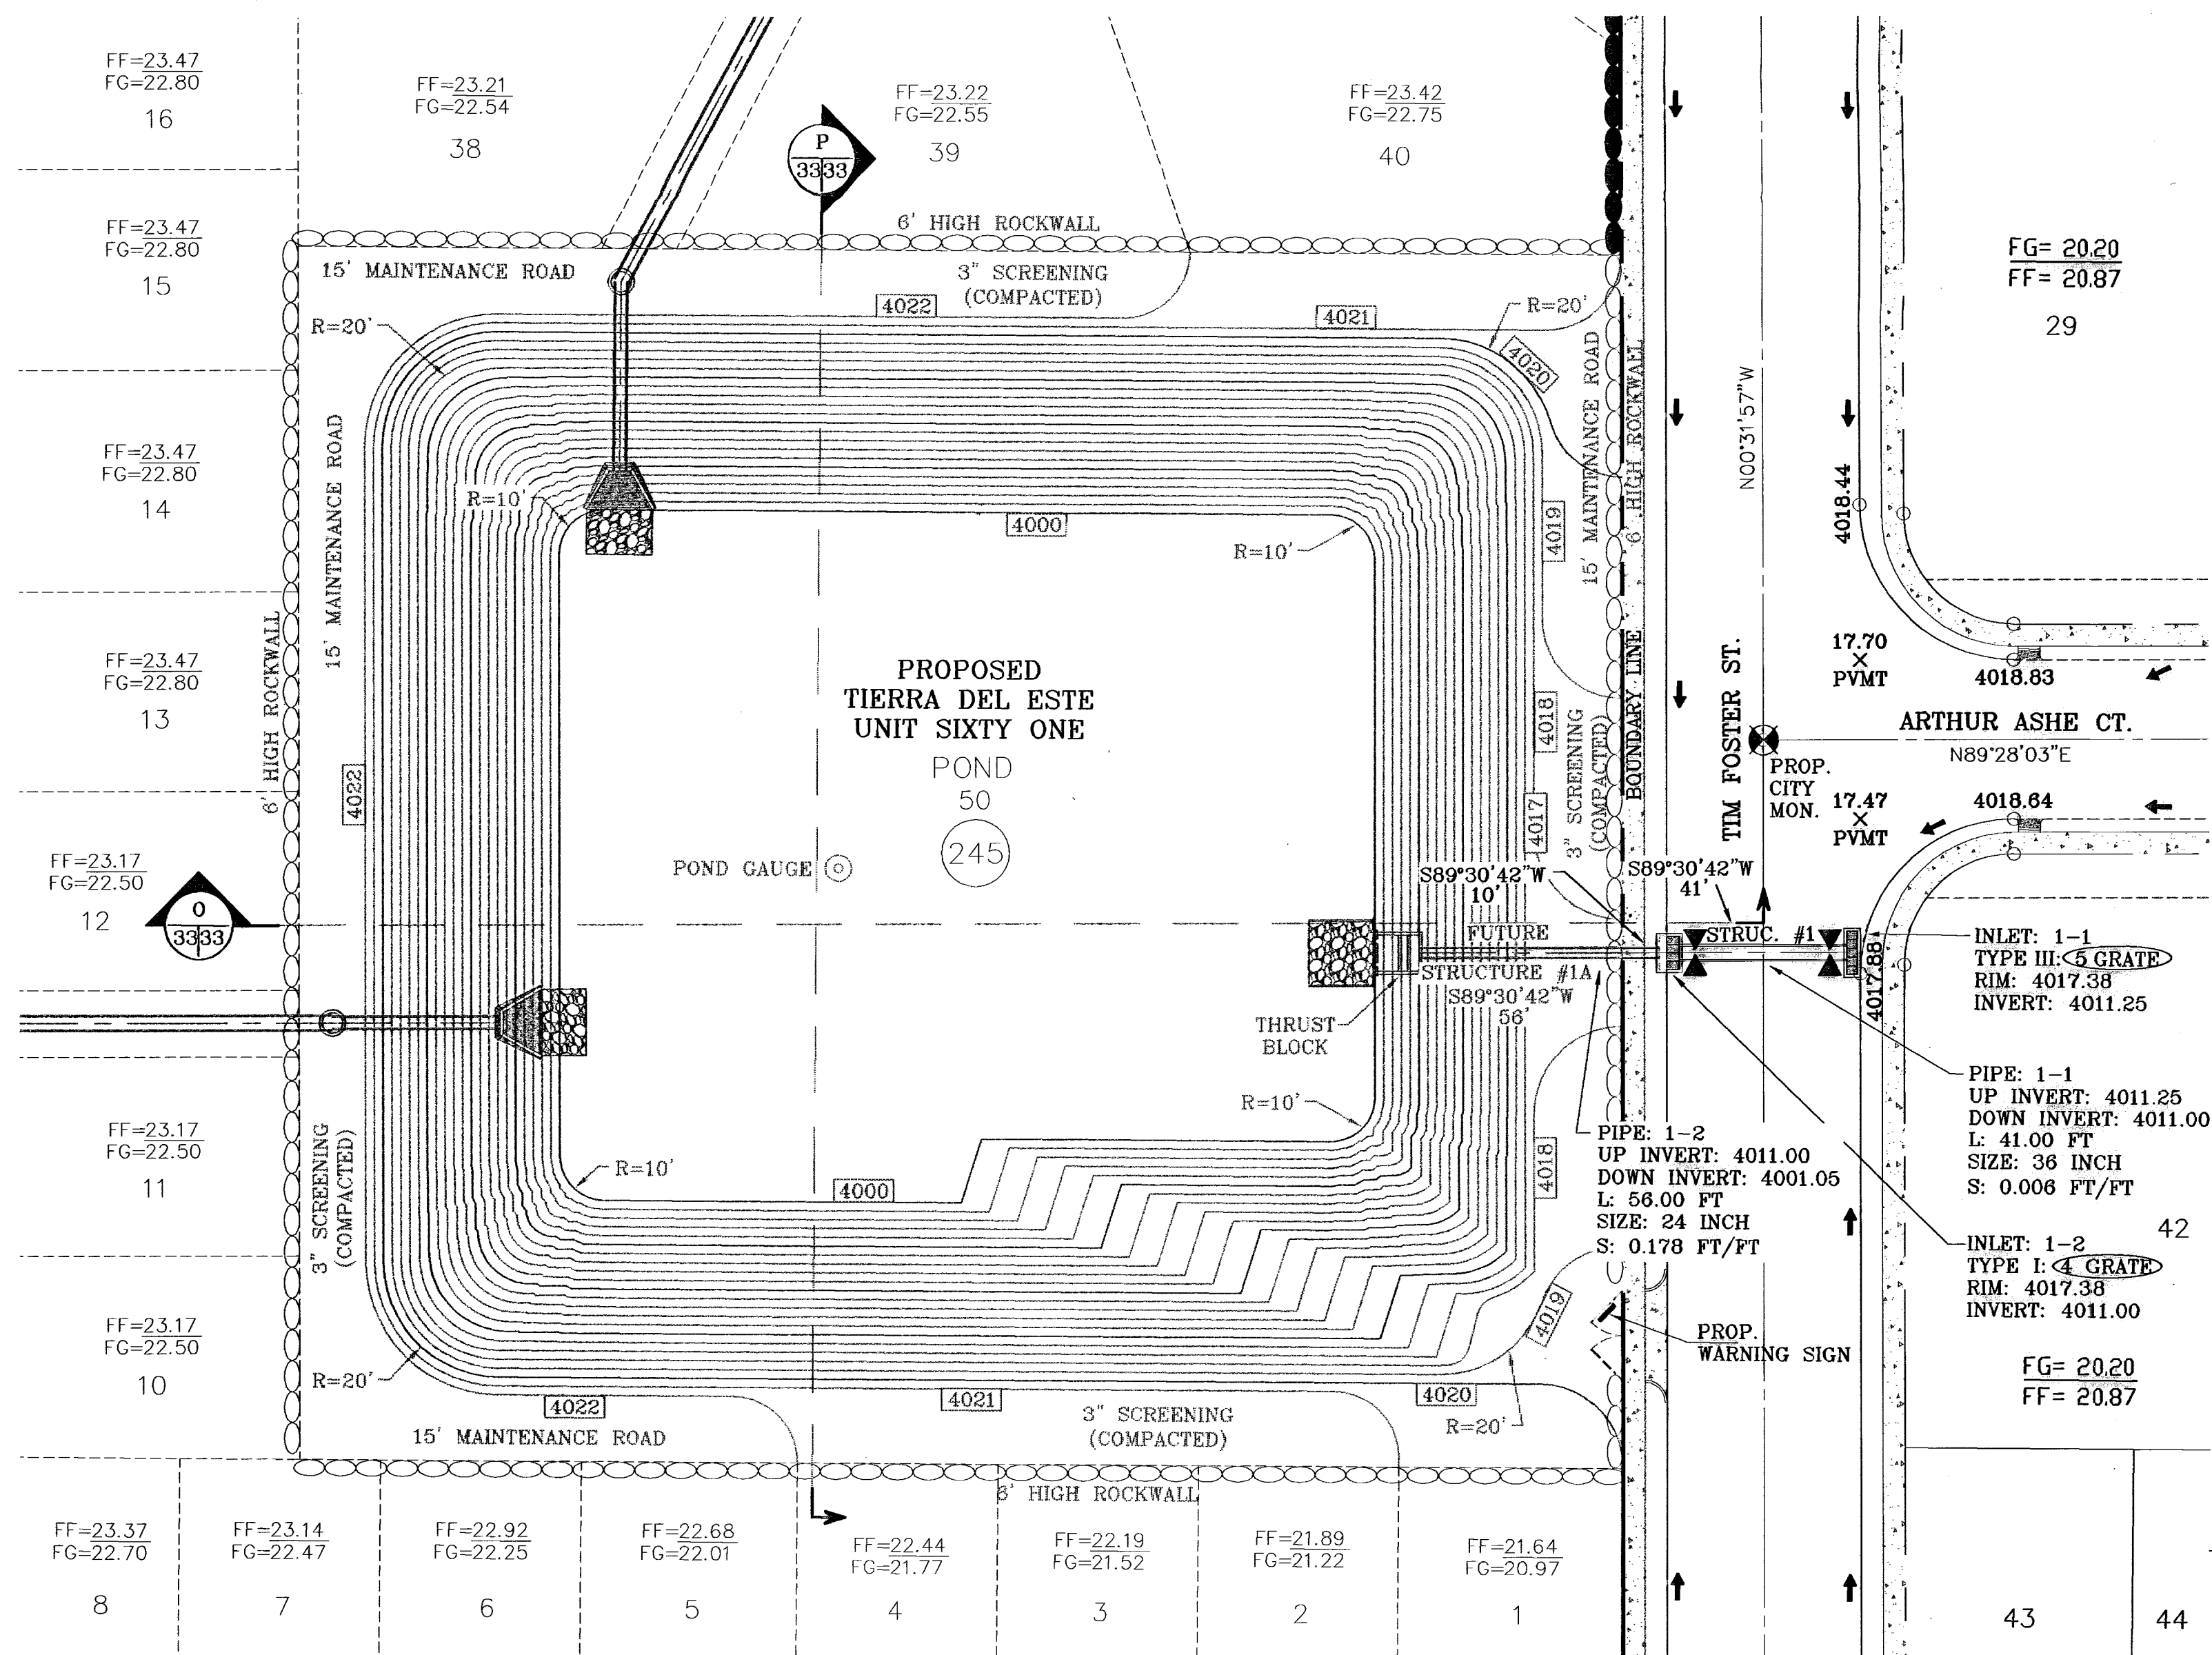 FF=23.47
FG=22.80
16
FF=23.21
FG=22.54
38
P
3333
FF=23.22
FG=22.55
39
FF=23.42
FG=22.75
40
6' HIGH ROCKWALL
FF=23.47
FG=22.80
15
15' MAINTENANCE ROAD
3" SCREENING
(COMPACTED)
4022
4021
R=20'
R=20'
4020
FG= 20.20
FF= 20.87
29
15' MAINTENANCE ROAD
6' HIGH ROCKWALL
N00°31'57"W
15' MAINTENANCE ROAD
FF=23.47
FG=22.80
14
R=10'
4000
R=10'
4019
4018.44
FF=23.47
FG=22.80
13
6' HIGH ROCKWALL
4022
PROPOSED
TIERRA DEL ESTE
UNIT SIXTY ONE
POND
50
245
POND GAUGE
4018
4017
3" SCREENING
(COMPACTED)
BOUNDARY LINE
TIM FOSTER ST.
17.70
PVMT
4018.83
ARTHUR ASHE CT.
N89°28'03"E
PROP.
CITY
MON.
17.47
PVMT
4018.64
FF=23.17
FG=22.50
12
O
3333
S89°30'42"W
10'
S89°30'42"W
41'
FUTURE
STRUCTURE #1A
S89°30'42"W
56'
STRUC. #1
4017.88
INLET: 1-1
TYPE III: 5 GRATE
RIM: 4017.38
INVERT: 4011.25
THRUST
BLOCK
PIPE: 1-1
UP INVERT: 4011.25
DOWN INVERT: 4011.00
L: 41.00 FT
SIZE: 36 INCH
S: 0.006 FT/FT
FF=23.17
FG=22.50
11
3" SCREENING
(COMPACTED)
R=10'
R=10'
4000
4018
PIPE: 1-2
UP INVERT: 4011.00
DOWN INVERT: 4001.05
L: 56.00 FT
SIZE: 24 INCH
S: 0.178 FT/FT
42
INLET: 1-2
TYPE I: 4 GRATE
RIM: 4017.38
INVERT: 4011.00
FF=23.17
FG=22.50
10
R=20'
4019
PROP.
WARNING SIGN
FG= 20.20
FF= 20.87
4022
4021
4020
R=20'
15' MAINTENANCE ROAD
3" SCREENING
(COMPACTED)
6' HIGH ROCKWALL
FF=23.37
FG=22.70
8
FF=23.14
FG=22.47
7
FF=22.92
FG=22.25
6
FF=22.68
FG=22.01
5
FF=22.44
FG=21.77
4
FF=22.19
FG=21.52
3
FF=21.89
FG=21.22
2
FF=21.64
FG=20.97
1
43
44